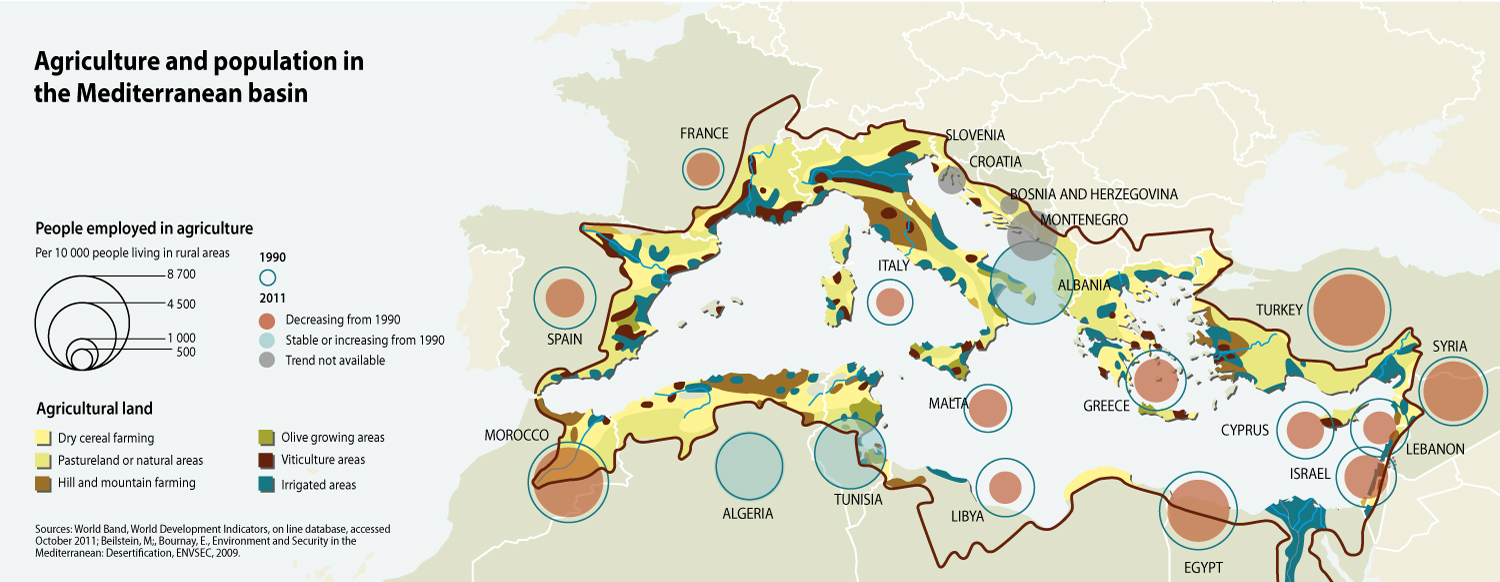 Agriculture and population in
the Mediterranean basin
People employed in agriculture
Per 10 000 people living in rural areas
8 700
4 500
1 000
500
1990
2011
Decreasing from 1990
Stable or increasing from 1990
Trend not available
Agricultural land
Dry cereal farming
Pastureland or natural areas
Hill and mountain farming
Olive growing areas
Viticulture areas
Irrigated areas
Sources: World Band, World Development Indicators, on line database, accessed
October 2011; Beilstein, M;, Bournay, E., Environment and Security in the
Mediterranean: Desertification, ENVSEC, 2009.
FRANCE
SLOVENIA
CROATIA
BOSNIA AND HERZEGOVINA
MONTENEGRO
ITALY
ALBANIA
SPAIN
TURKEY
SYRIA
GREECE
MALTA
CYPRUS
LEBANON
ISRAEL
MOROCCO
ALGERIA
TUNISIA
LIBYA
EGYPT